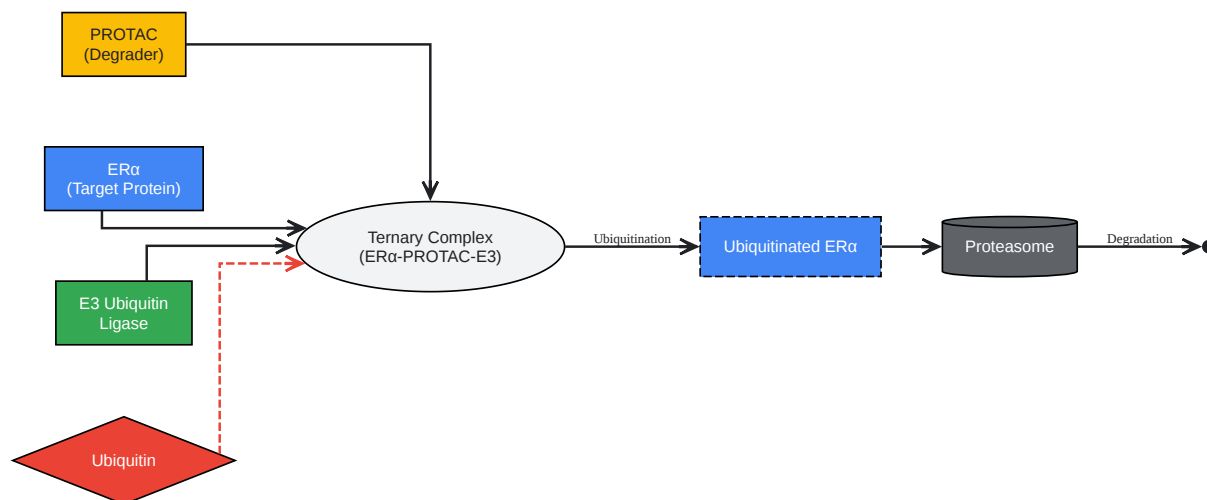 PROTAC
(Degrader)
ERα
(Target Protein)
E3 Ubiquitin
Ligase
Ubiquitin
Ternary Complex
(ERα-PROTAC-E3)
Ubiquitination
Ubiquitinated ERα
Proteasome
Degradation